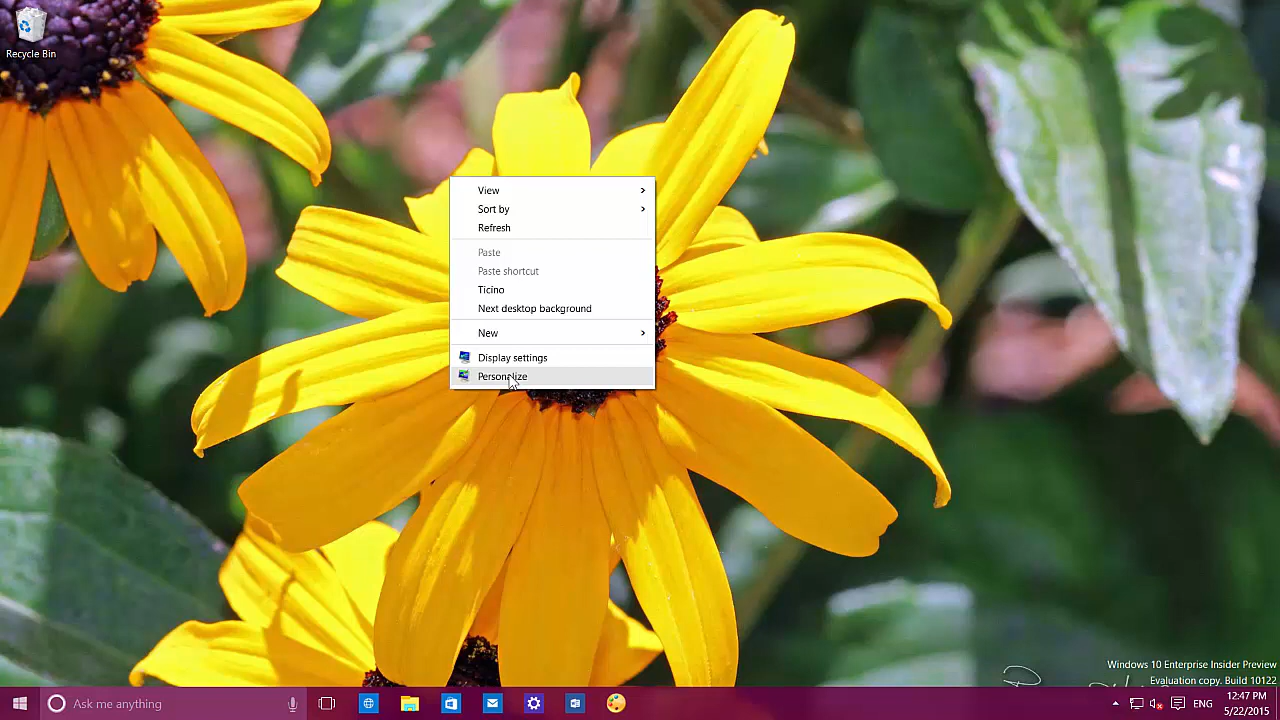 Recycle Bin
View
Sort by
Refresh
Paste
Paste shortcut
Ticino
Next desktop background
New
Display settings
Personalize
Windows 10 Enterprise Insider Preview
Evaluation copy. Build 10122
Ask me anything
ENG
12:47 PM
5/22/2015